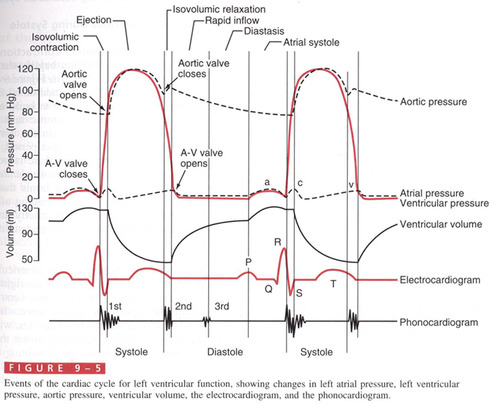 Isovolumic relaxation
Ejection
Rapid inflow
Isovolumic
contraction
Diastasis
Atrial systole
Aortic
valve
opens
Aortic valve
closes
A-V valve
closes
A-V valve
opens
Pressure (mm Hg)
120
100
80
60
40
20
0
Volume(ml)
130
90
50
a
c
v
Aortic pressure
Atrial pressure
Ventricular pressure
Ventricular volume
R
P
Q
S
T
Electrocardiogram
1st
2nd
3rd
Phonocardiogram
Systole
Diastole
Systole
FIGURE 9–5
Events of the cardiac cycle for left ventricular function, showing changes in left atrial pressure, left ventricular
pressure, aortic pressure, ventricular volume, the electrocardiogram, and the phonocardiogram.